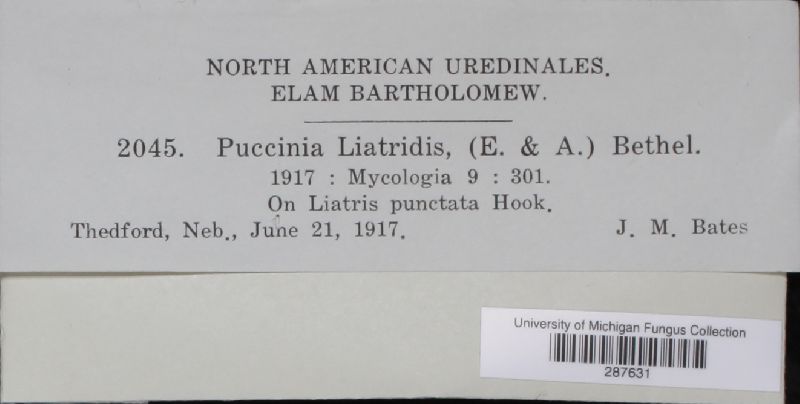 NORTH AMERICAN UREDINALES.
ELAM BARTHOLOMEW.
2045. Puccinia Liatridis, (E. & A.) Bethel.
1917 : Mycologia 9 : 301.
On Liatris punctata Hook.
Thedford, Neb., June 21, 1917. J. M. Bates
University of Michigan Fungus Collection
287631